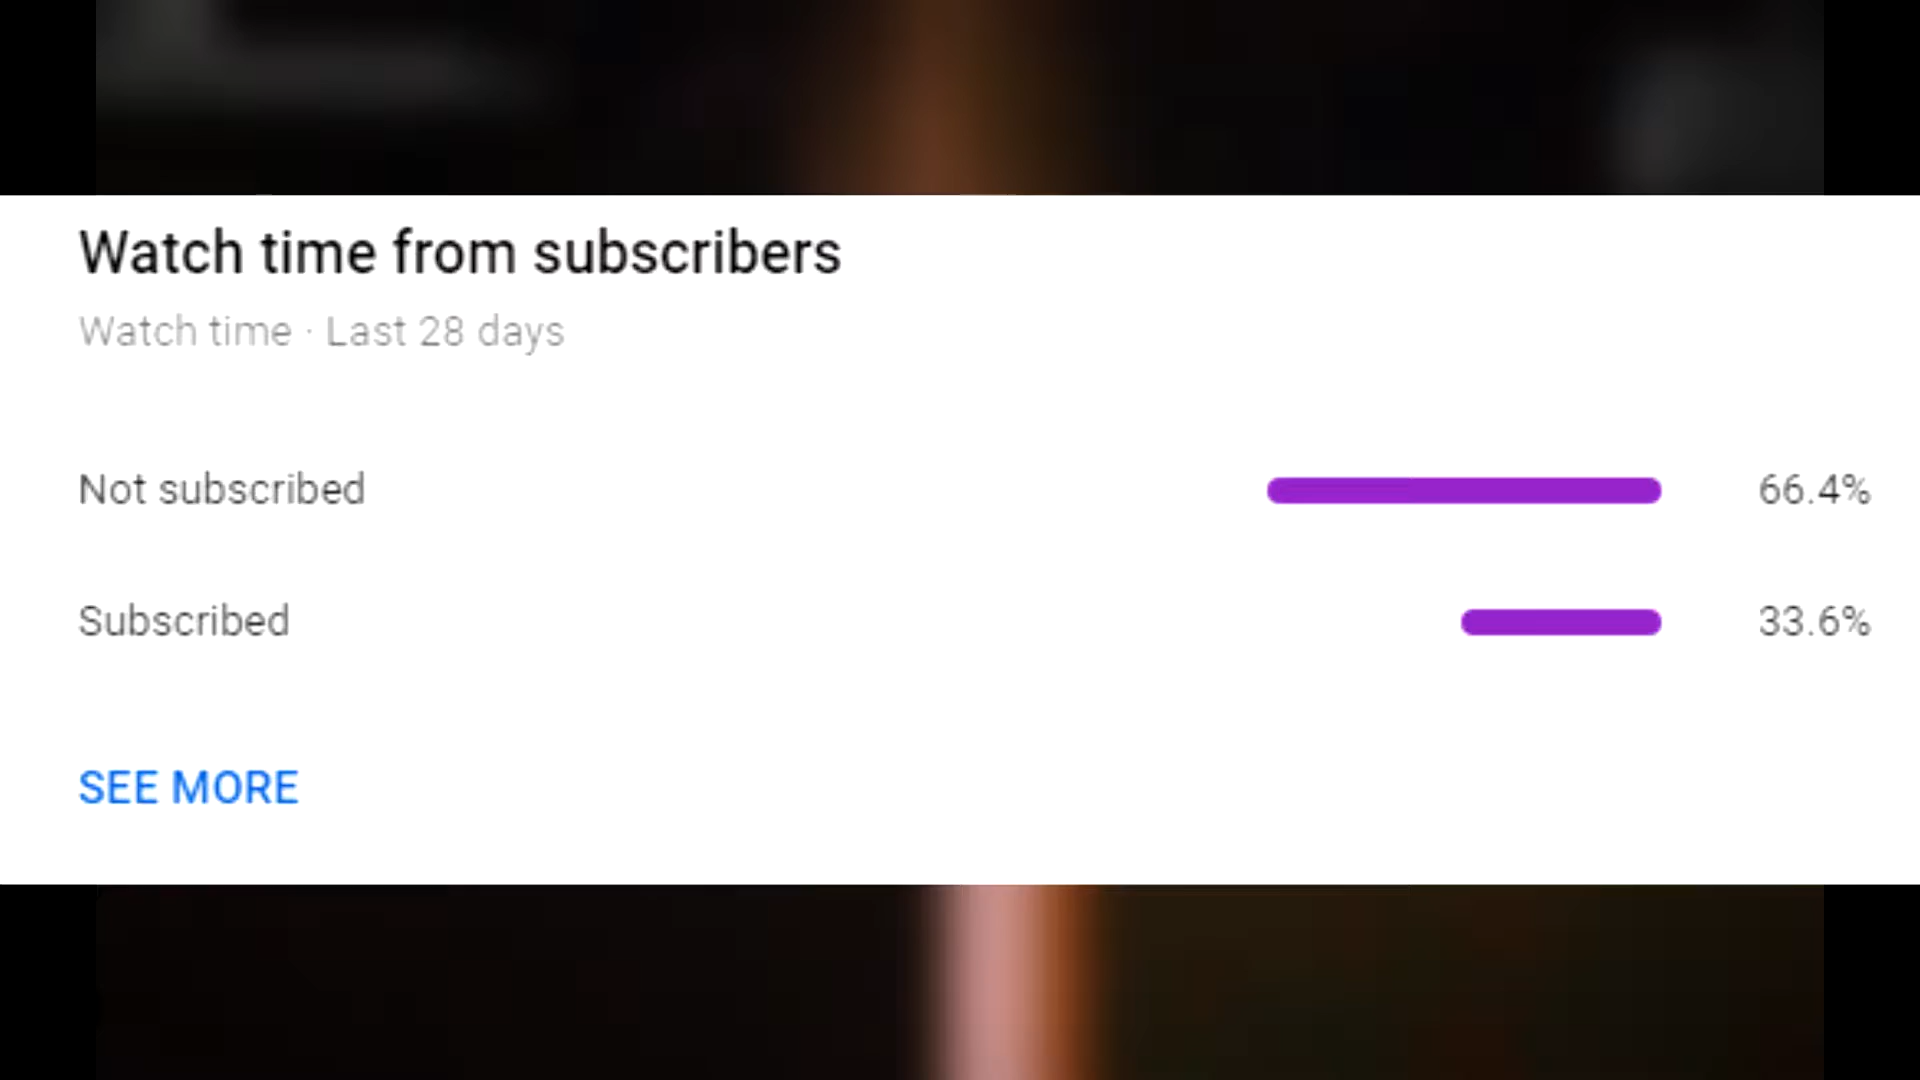 Watch time from subscribers
Watch time · Last 28 days
Not subscribed 66.4%
Subscribed 33.6%
SEE MORE